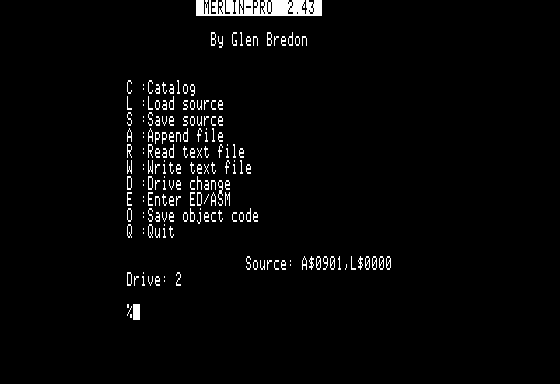 MERLIN-PRO 2.43
By Glen Bredon
C :Catalog
L :Load source
S :Save source
A :Append file
R :Read text file
W :Write text file
D :Drive change
E :Enter ED/ASM
O :Save object code
Q :Quit
Source: A$0901,L$0000
Drive: 2
%